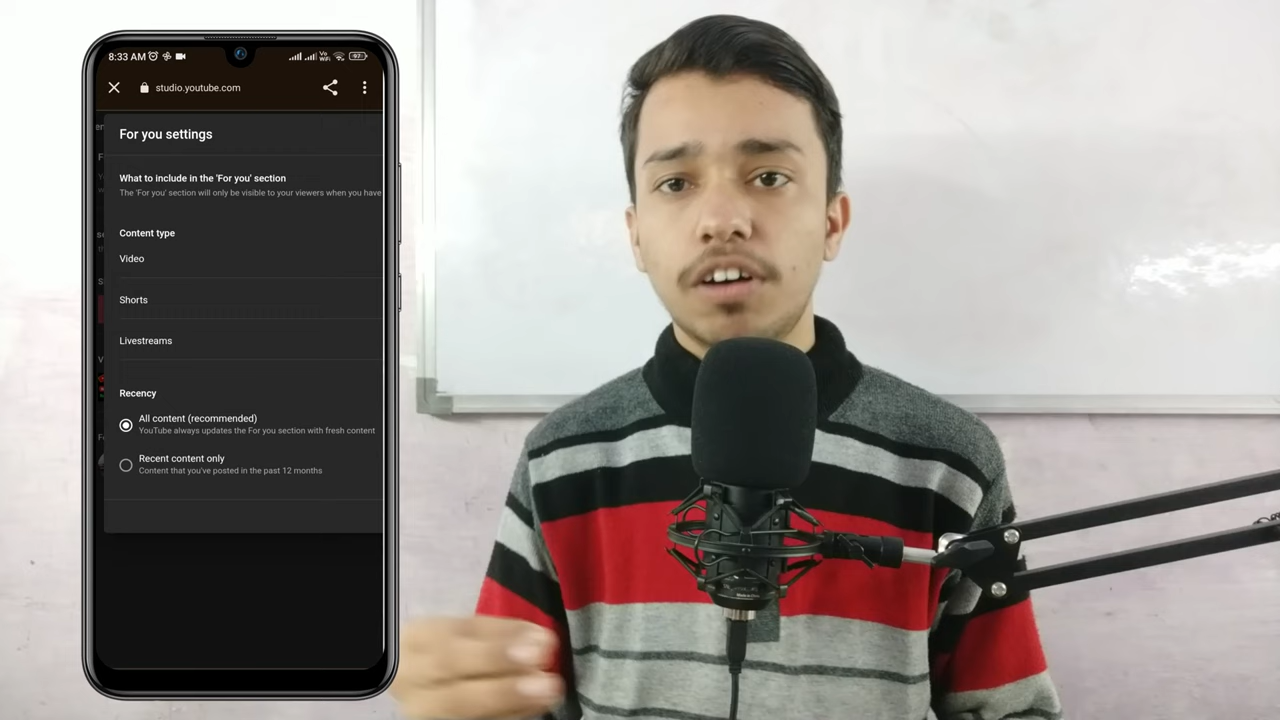 8:33 AM
Vo
WiFi
97
studio.youtube.com
For you settings
What to include in the 'For you' section
The 'For you' section will only be visible to your viewers when you have
Content type
Video
Shorts
Livestreams
Recency
All content (recommended)
YouTube always updates the For you section with fresh content
Recent content only
Content that you've posted in the past 12 months